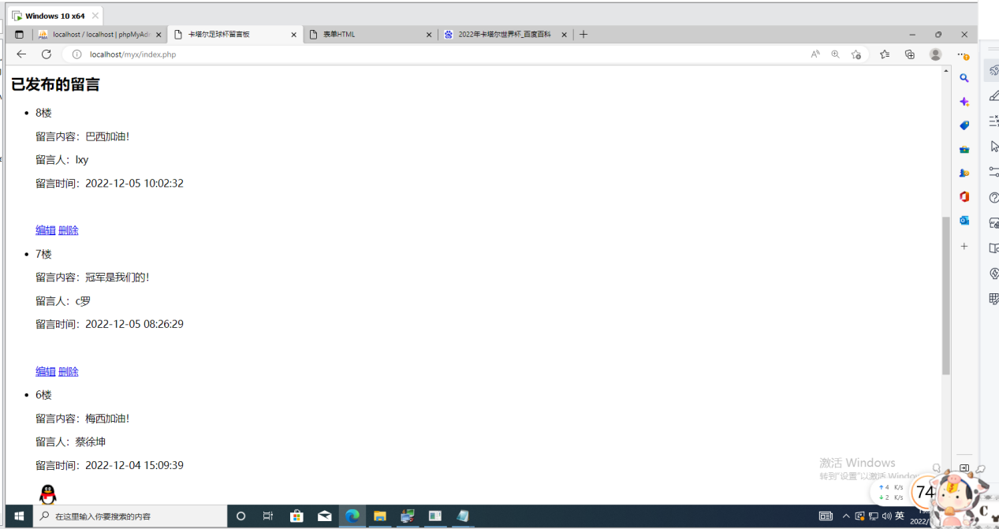 Windows 10 x64
localhost / localhost | phpMyAdm
卡塔尔足球杯留言板
表单HTML
2022年卡塔尔世界杯_百度百科
localhost/myx/index.php
已发布的留言
8楼
留言内容：巴西加油！
留言人：lxy
留言时间：2022-12-05 10:02:32
编辑 删除
7楼
留言内容：冠军是我们的！
留言人：c罗
留言时间：2022-12-05 08:26:29
编辑 删除
6楼
留言内容：梅西加油！
留言人：蔡徐坤
留言时间：2022-12-04 15:09:39
激活 Windows
转到"设置"以激活 Window
4 K/s
2 K/s
74
在这里输入你要搜索的内容
英
2022/